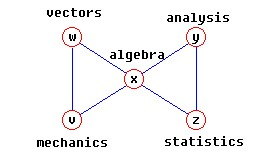 vectors
analysis
w
y
algebra
x
v
z
mechanics
statistics